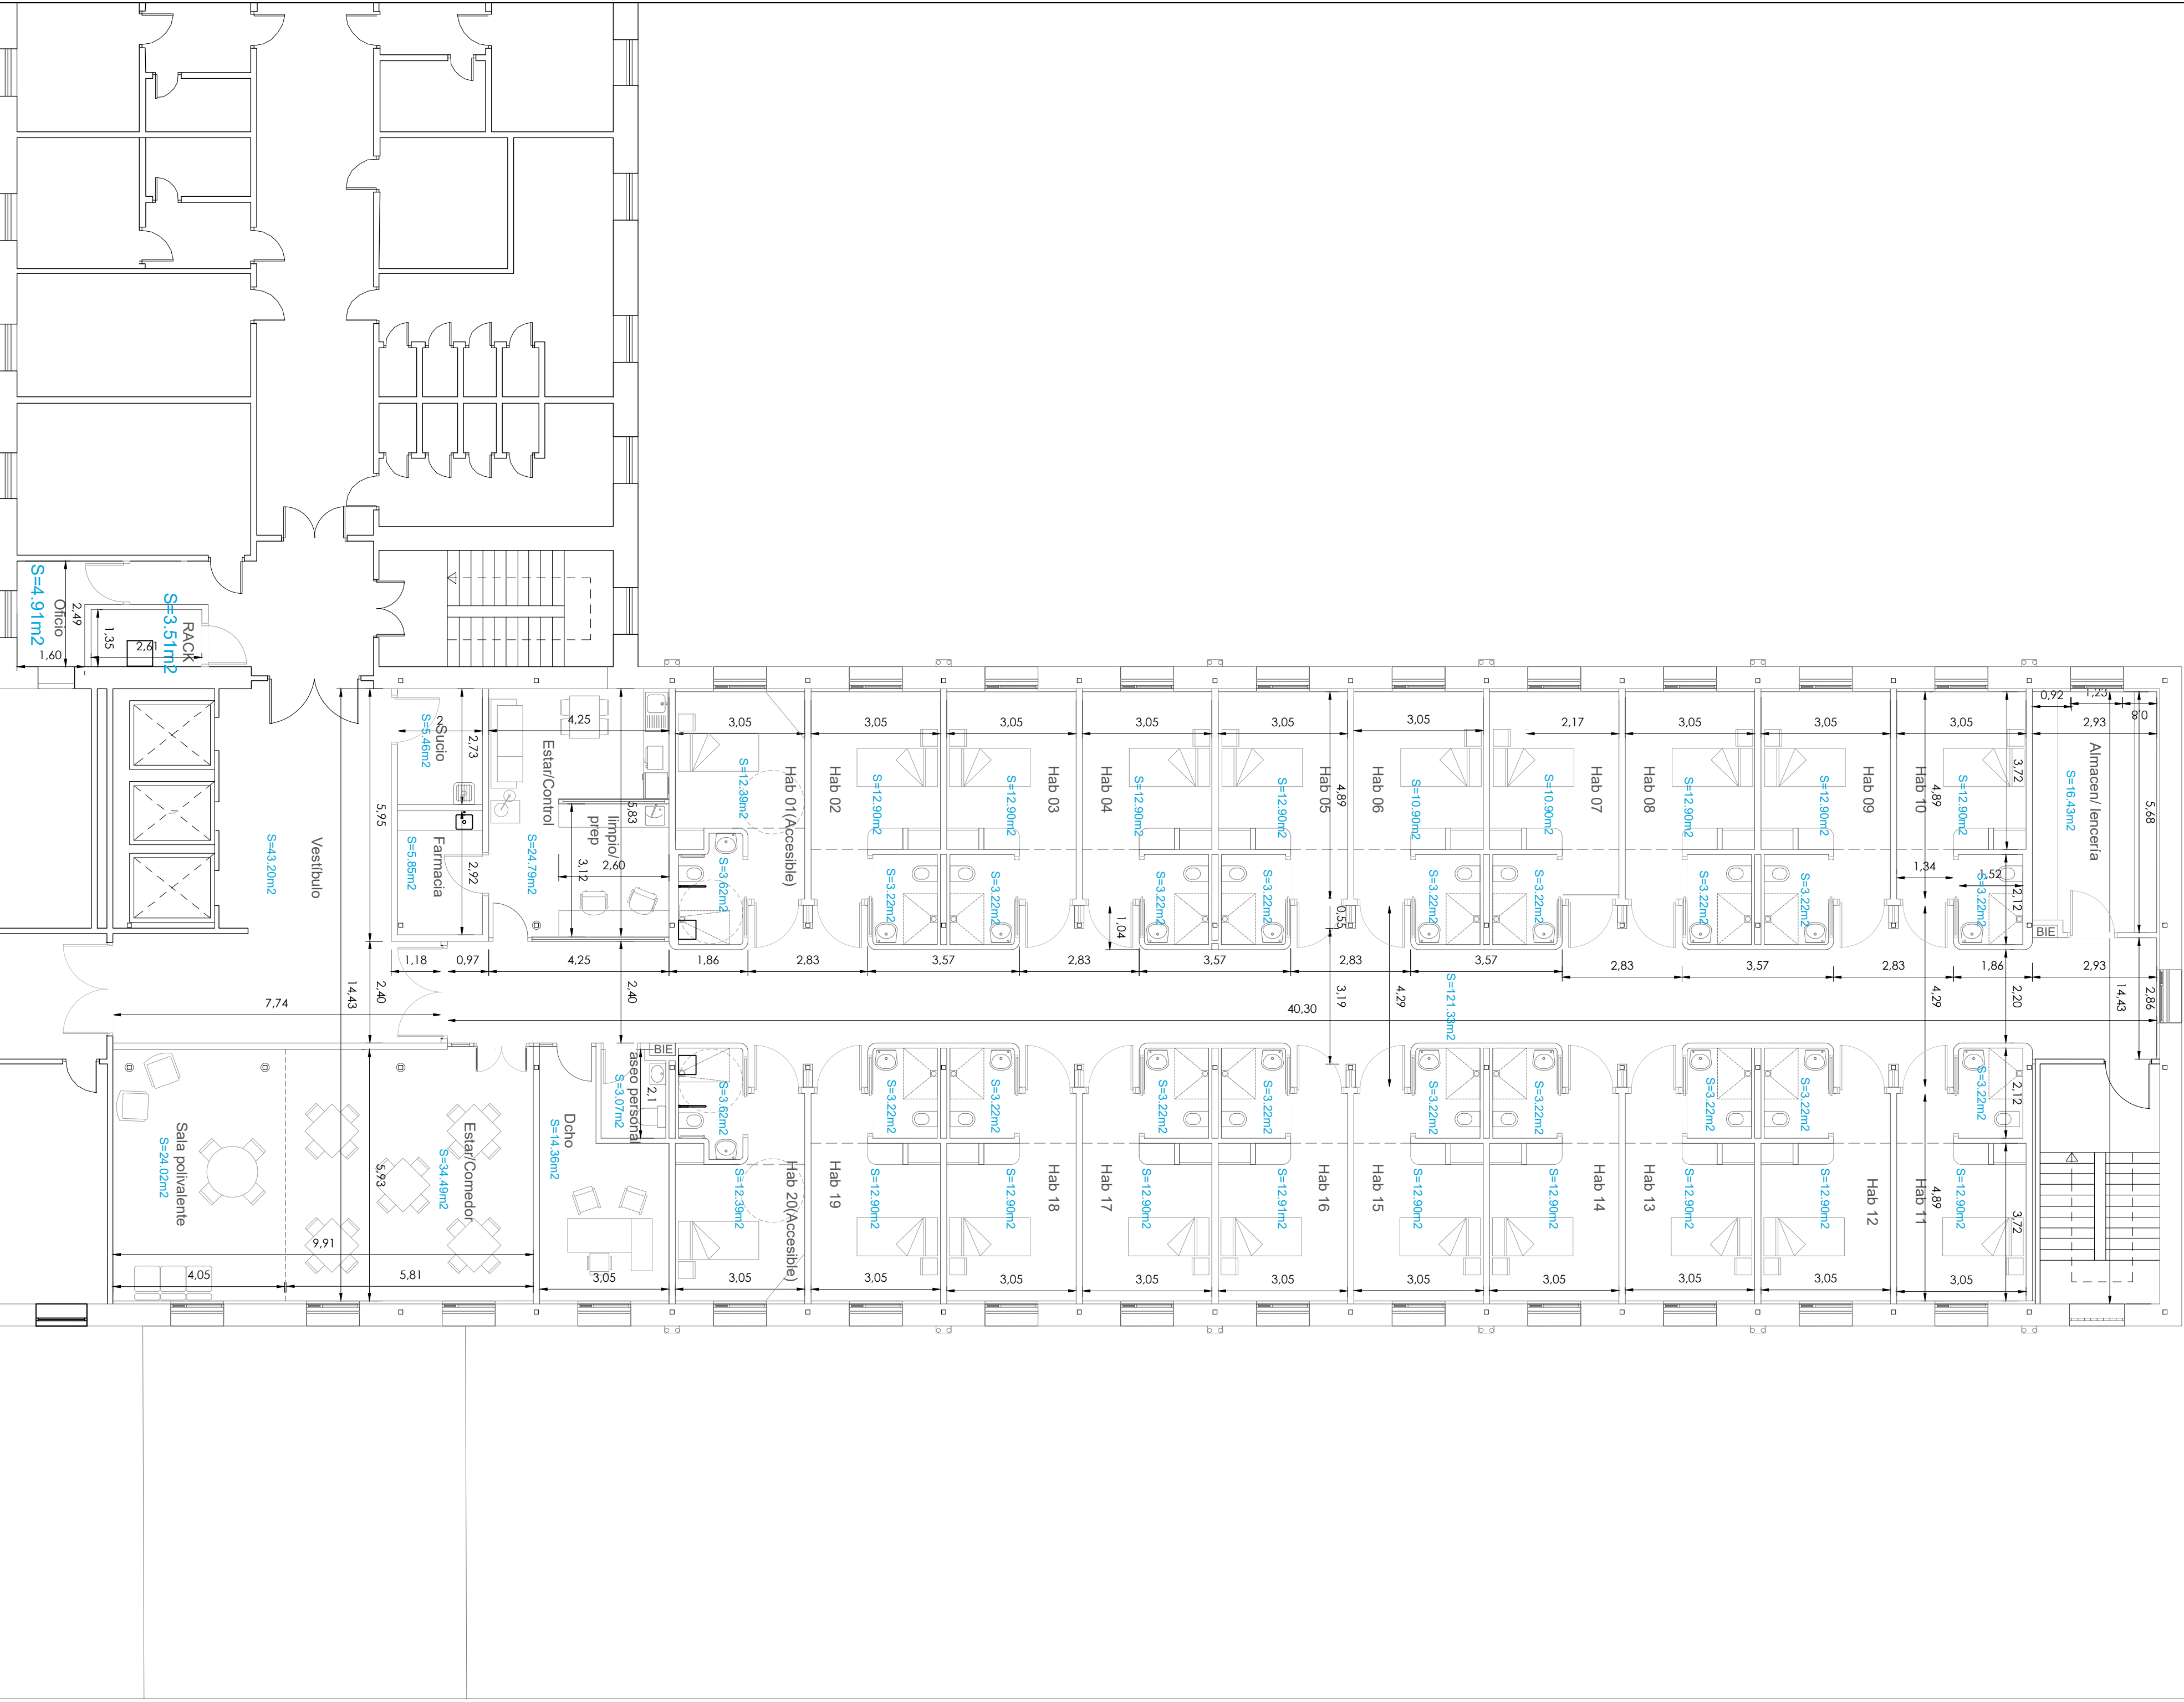 Oficio
S=4.91m2
2,49
1,60
RACK
S=3.51m2
1,35
2,61
Vestíbulo
S=43.20m2
7,74
14,43
5,95
2,40
Sucio
S=5.46m2
2,73
Farmacia
S=5.85m2
2,92
1,18
0,97
Estar/Control
S=24.79m2
4,25
5,83
limpio/
prep
3,12
2,60
4,25
2,40
Hab 01(Accesible)
S=12.39m2
S=3.62m2
3,05
1,86
Hab 02
S=12.90m2
S=3.22m2
3,05
2,83
Hab 03
S=12.90m2
S=3.22m2
3,05
3,57
Hab 04
S=12.90m2
S=3.22m2
3,05
1,04
2,83
Hab 05
S=12.90m2
S=3.22m2
3,05
4,89
0,55
3,19
3,57
Hab 06
S=10.90m2
S=3.22m2
3,05
4,29
2,83
Hab 07
S=10.90m2
S=3.22m2
2,17
3,57
Hab 08
S=12.90m2
S=3.22m2
3,05
2,83
Hab 09
S=12.90m2
S=3.22m2
3,05
3,57
Hab 10
S=12.90m2
S=3.22m2
3,05
3,72
4,89
1,34
1,52
2,12
2,83
1,86
4,29
2,20
Almacen/ lencería
S=16.43m2
0,92
1,23
0,8
2,93
5,68
BIE
2,93
14,43
2,86
S=121.33m2
40,30
Sala polivalente
S=24.02m2
4,05
9,91
Estar/Comedor
S=34.49m2
5,93
5,81
Dcho
S=14.36m2
3,05
BIE
aseo personal
S=3.07m2
2,1
Hab 20(Accesible)
S=12.39m2
S=3.62m2
3,05
Hab 19
S=12.90m2
S=3.22m2
3,05
Hab 18
S=12.90m2
S=3.22m2
3,05
Hab 17
S=12.90m2
S=3.22m2
3,05
Hab 16
S=12.91m2
S=3.22m2
3,05
Hab 15
S=12.90m2
S=3.22m2
3,05
Hab 14
S=12.90m2
S=3.22m2
3,05
Hab 13
S=12.90m2
S=3.22m2
3,05
Hab 12
S=12.90m2
S=3.22m2
3,05
Hab 11
S=12.90m2
S=3.22m2
3,05
4,89
2,12
3,72